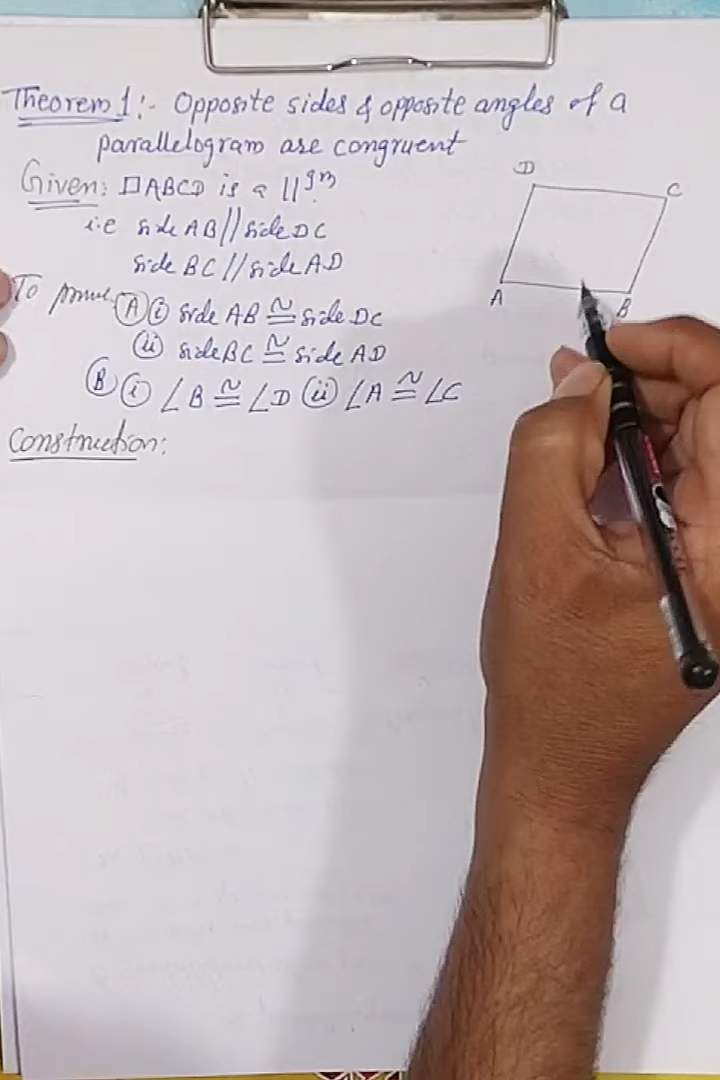 Theorem 1:- Opposite sides & opposite angles of a
parallelogram are congruent
Given: □ABCD is a ||gm
i.e side AB // side DC
side BC // side AD
To prove (A) (i) side AB ≅ side DC
(ii) side BC ≅ side AD
(B) (i) ∠B ≅ ∠D (ii) ∠A ≅ ∠C
Construction:
D
C
A
B